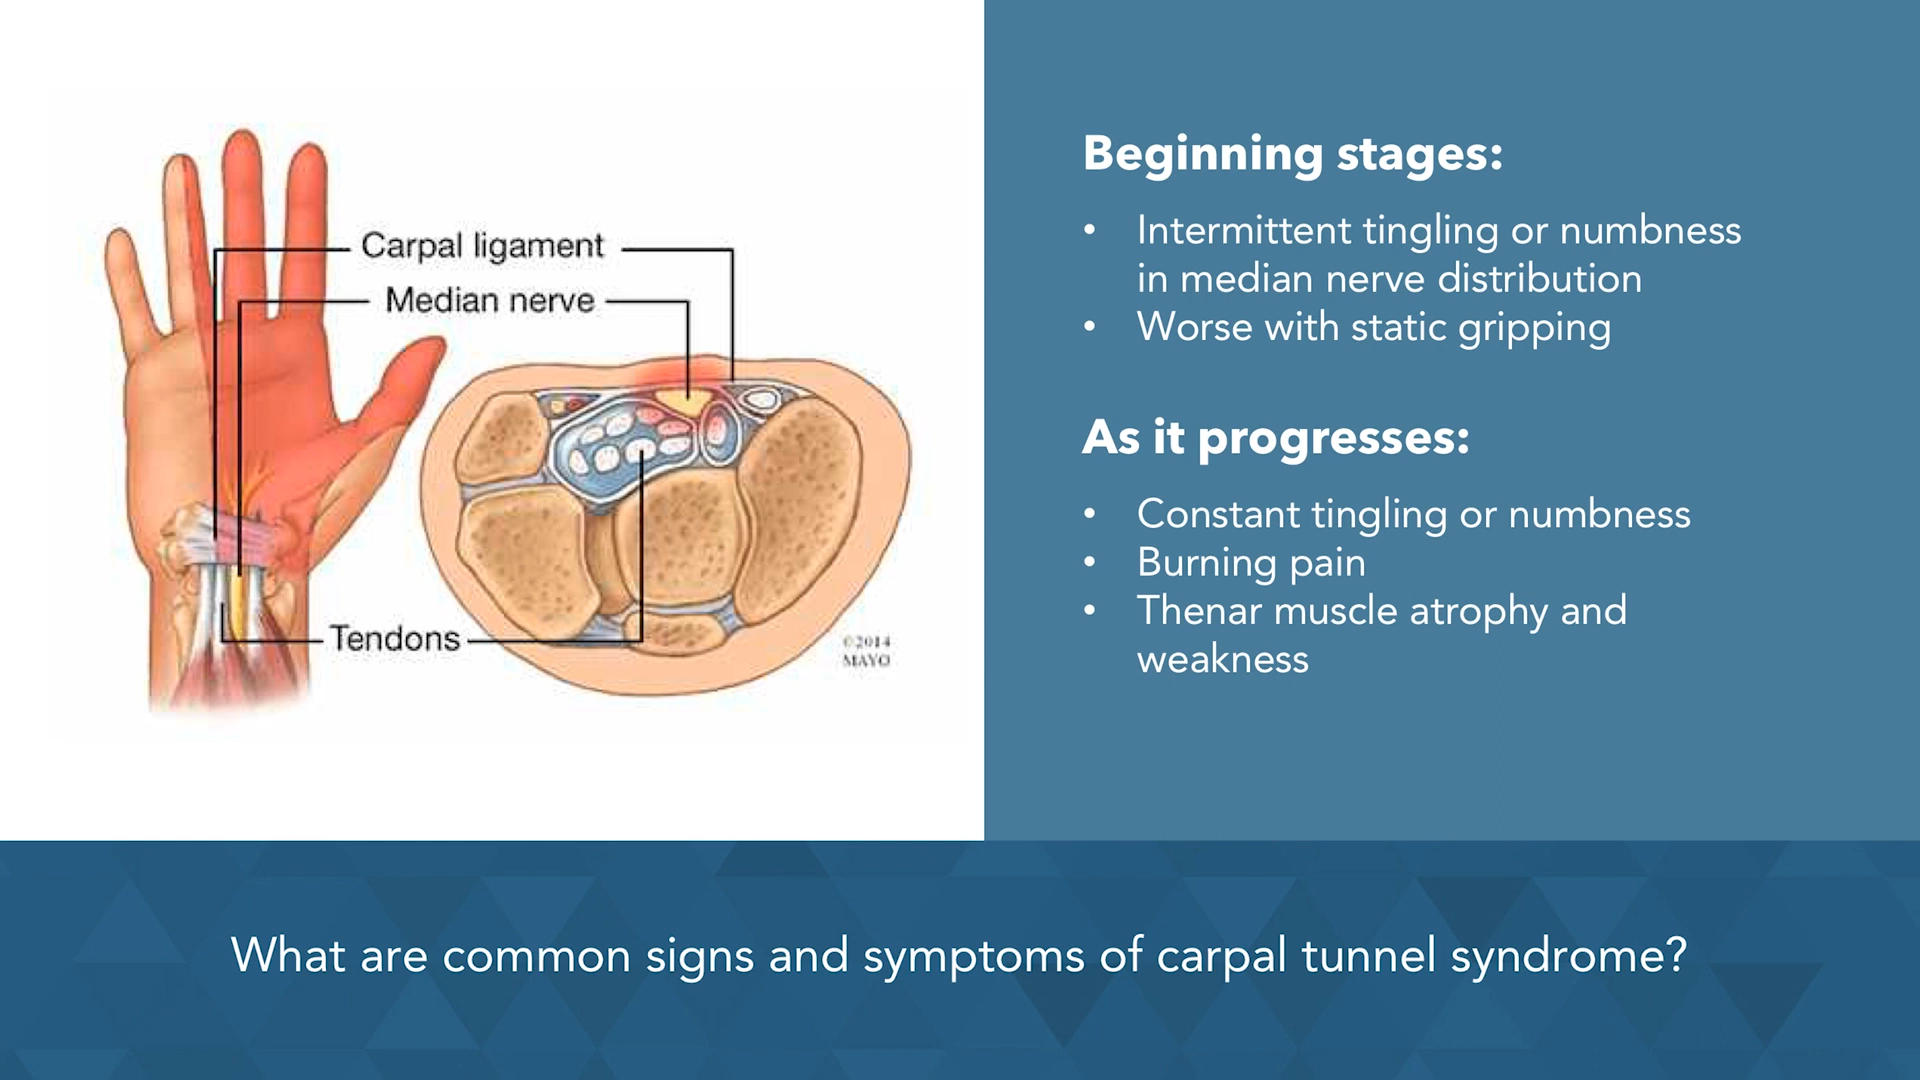 Carpal ligament
Median nerve
Tendons
©2014
MAYO
Beginning stages:
• Intermittent tingling or numbness
in median nerve distribution
• Worse with static gripping
As it progresses:
• Constant tingling or numbness
• Burning pain
• Thenar muscle atrophy and
weakness
What are common signs and symptoms of carpal tunnel syndrome?